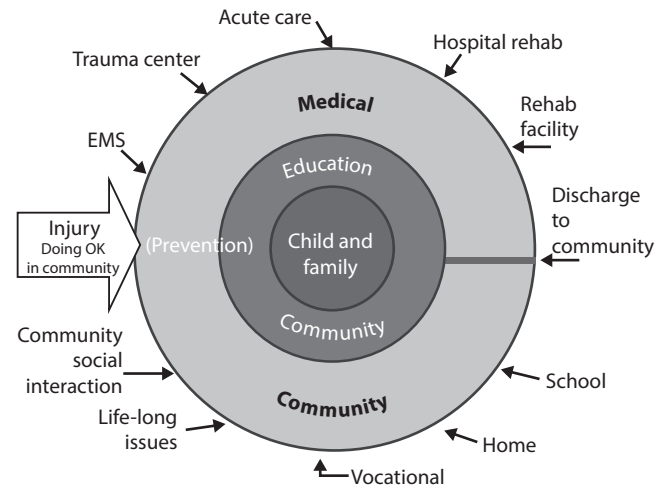 Acute care
Hospital rehab
Trauma center
Medical
Rehab
facility
EMS
Education
Discharge
to
community
Injury
Doing OK
in community
(Prevention)
Child and
family
Community
Community
social
interaction
School
Community
Life-long
issues
Home
Vocational